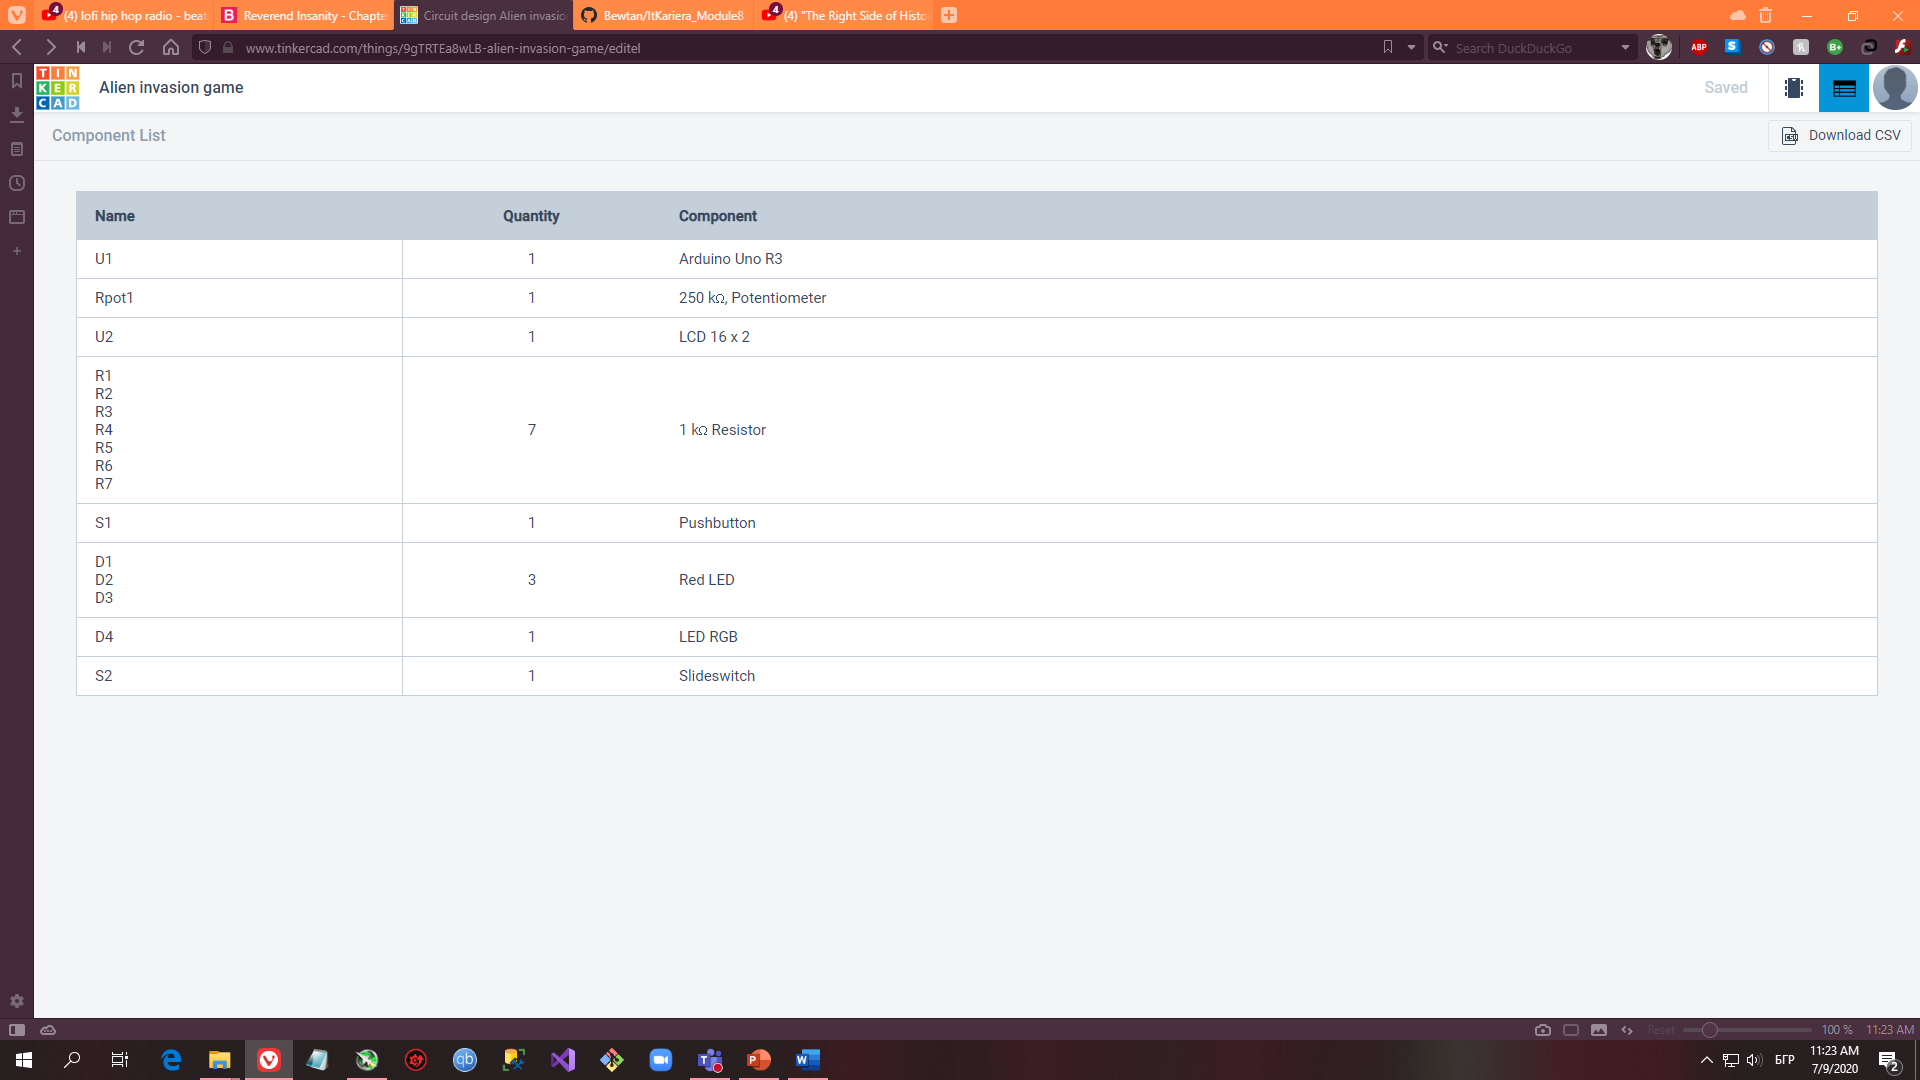 (4) lofi hip hop radio - beat
Reverend Insanity - Chapte
Circuit design Alien invasio
Bewtan/ItKariera_Module8
(4) "The Right Side of Histo
www.tinkercad.com/things/9gTRTEa8wLB-alien-invasion-game/editel
Search DuckDuckGo
ABP
TIN
KER
CAD
Alien invasion game
Saved
Component List
Download CSV
Name Quantity Component
U1 1 Arduino Uno R3
Rpot1 1 250 kΩ, Potentiometer
U2 1 LCD 16 x 2
R1
R2
R3
R4
R5
R6
R7
7 1 kΩ Resistor
S1 1 Pushbutton
D1
D2
D3
3 Red LED
D4 1 LED RGB
S2 1 Slideswitch
Reset 100 % 11:23 AM
qb
БГР
11:23 AM
7/9/2020
2